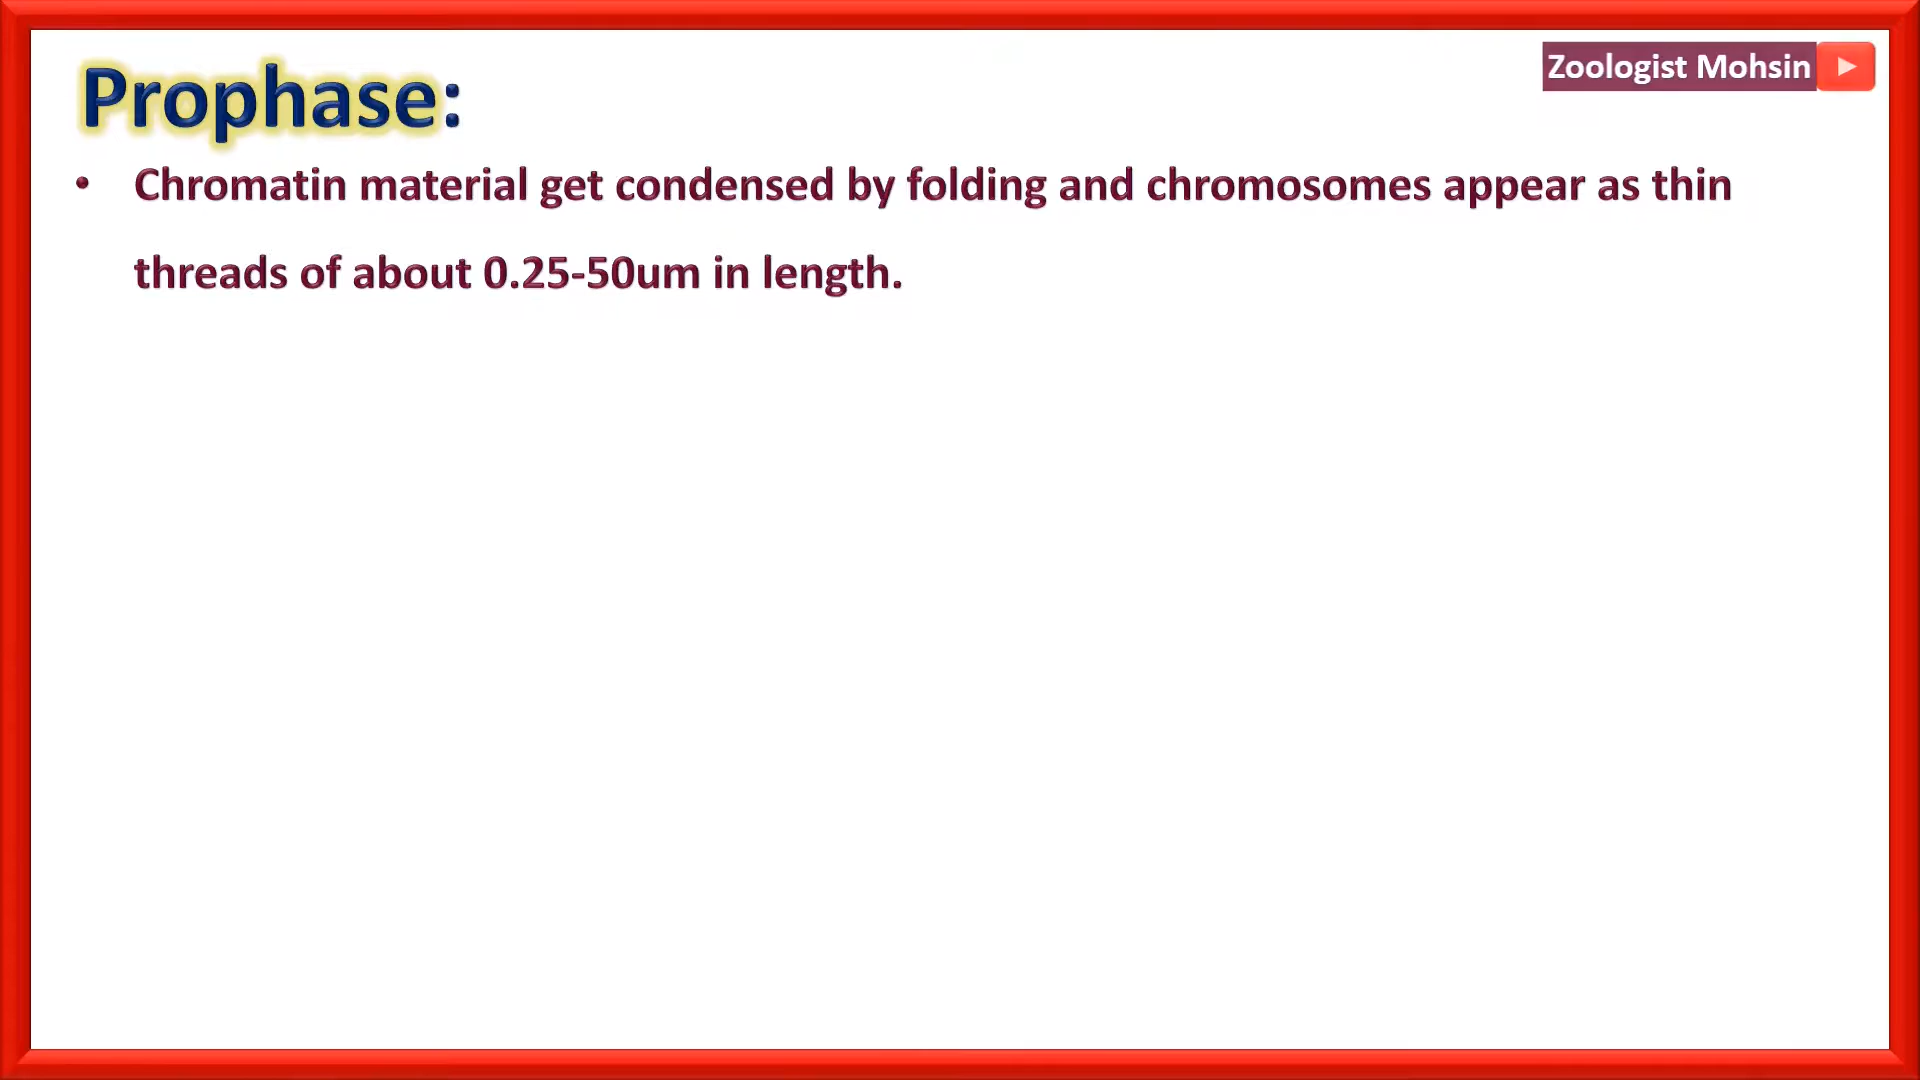 Prophase:
Zoologist Mohsin
• Chromatin material get condensed by folding and chromosomes appear as thin
threads of about 0.25-50um in length.